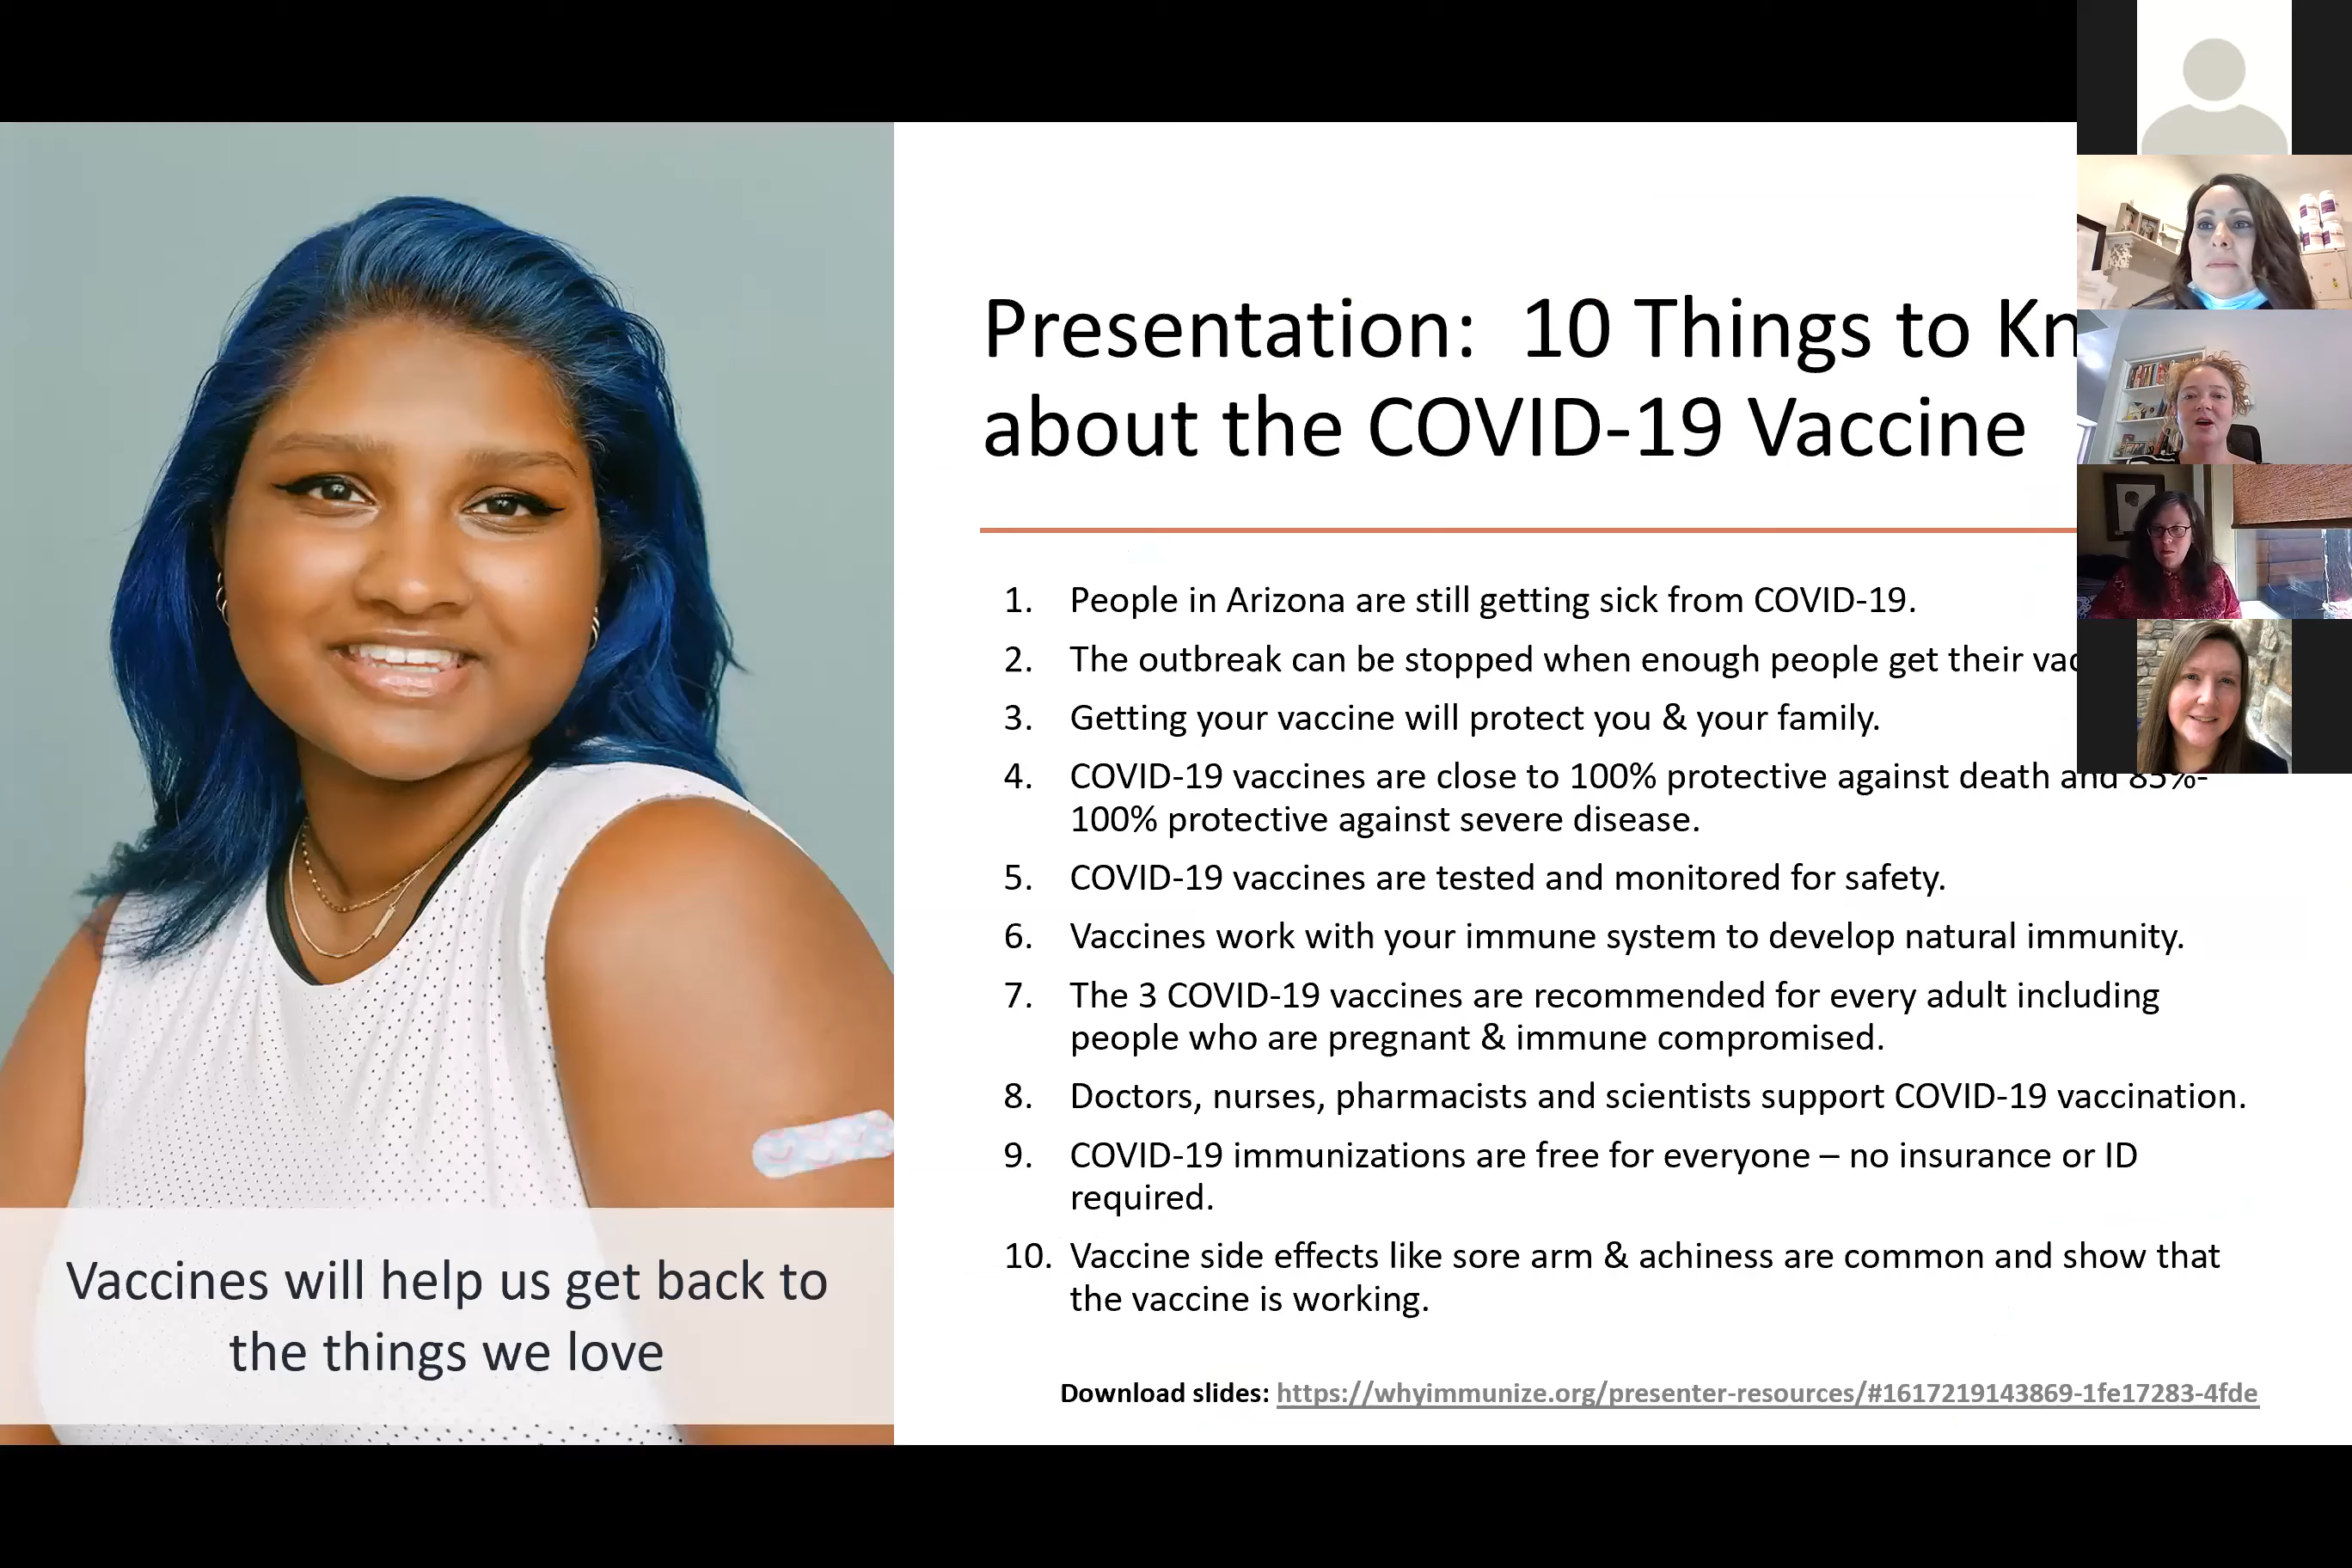 Presentation:  10 Things to
about the COVID-19 Vaccine
1. People in Arizona are still getting sick from COVID-19.
2. The outbreak can be stopped when enough people get their
3. Getting your vaccine will protect you & your family.
4. COVID-19 vaccines are close to 100% protective against death and 85%-
100% protective against severe disease.
5. COVID-19 vaccines are tested and monitored for safety.
6. Vaccines work with your immune system to develop natural immunity.
7. The 3 COVID-19 vaccines are recommended for every adult including
people who are pregnant & immune compromised.
8. Doctors, nurses, pharmacists and scientists support COVID-19 vaccination.
9. COVID-19 immunizations are free for everyone – no insurance or ID
required.
10. Vaccine side effects like sore arm & achiness are common and show that
the vaccine is working.
Download slides: https://whyimmunize.org/presenter-resources/#1617219143869-1fe17283-4fde
Vaccines will help us get back to
the things we love